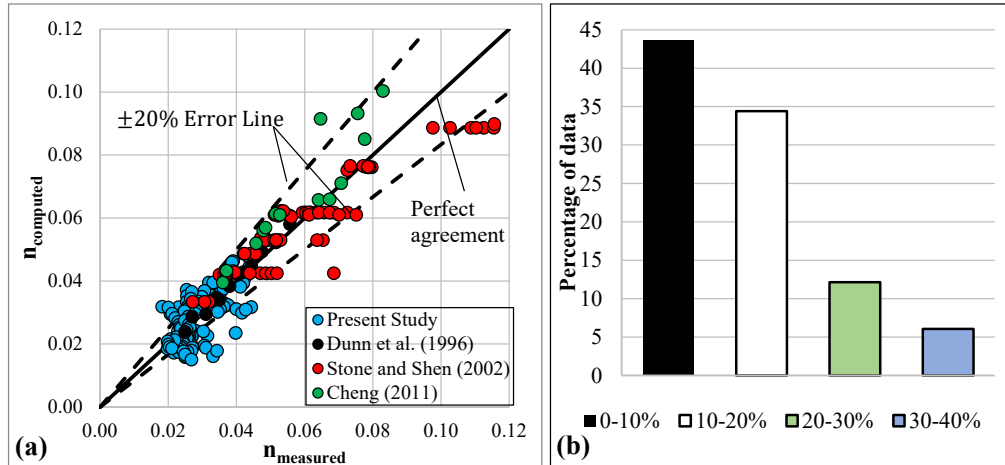 0.12
0.10
0.08
0.06
0.04
0.02
0.00
n_computed
±20% Error Line
Perfect
agreement
Present Study
Dunn et al. (1996)
Stone and Shen (2002)
Cheng (2011)
0.00 0.02 0.04 0.06 0.08 0.10 0.12
n_measured
(a)
45
40
35
30
25
20
15
10
5
0
Percentage of data
0-10% 10-20% 20-30% 30-40%
(b)